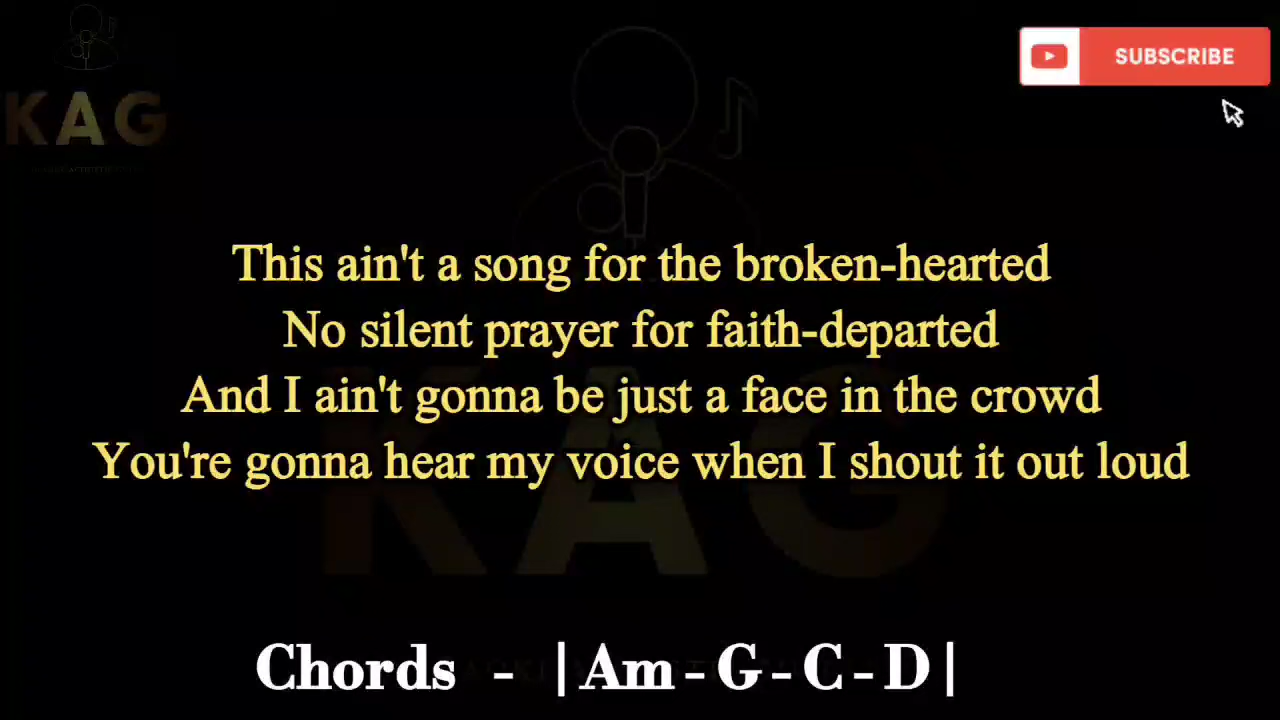 SUBSCRIBE
KAG
This ain't a song for the broken-hearted
No silent prayer for faith-departed
And I ain't gonna be just a face in the crowd
You're gonna hear my voice when I shout it out loud
KAG
Chords - |Am-G-C-D|